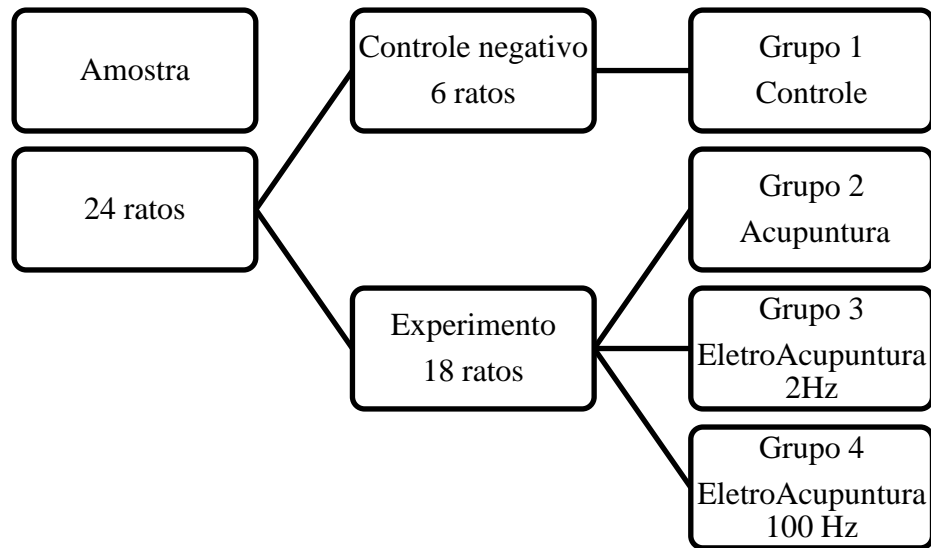 Amostra
24 ratos
Controle negativo
6 ratos
Experimento
18 ratos
Grupo 1
Controle
Grupo 2
Acupuntura
Grupo 3
EletroAcupuntura
2Hz
Grupo 4
EletroAcupuntura
100 Hz